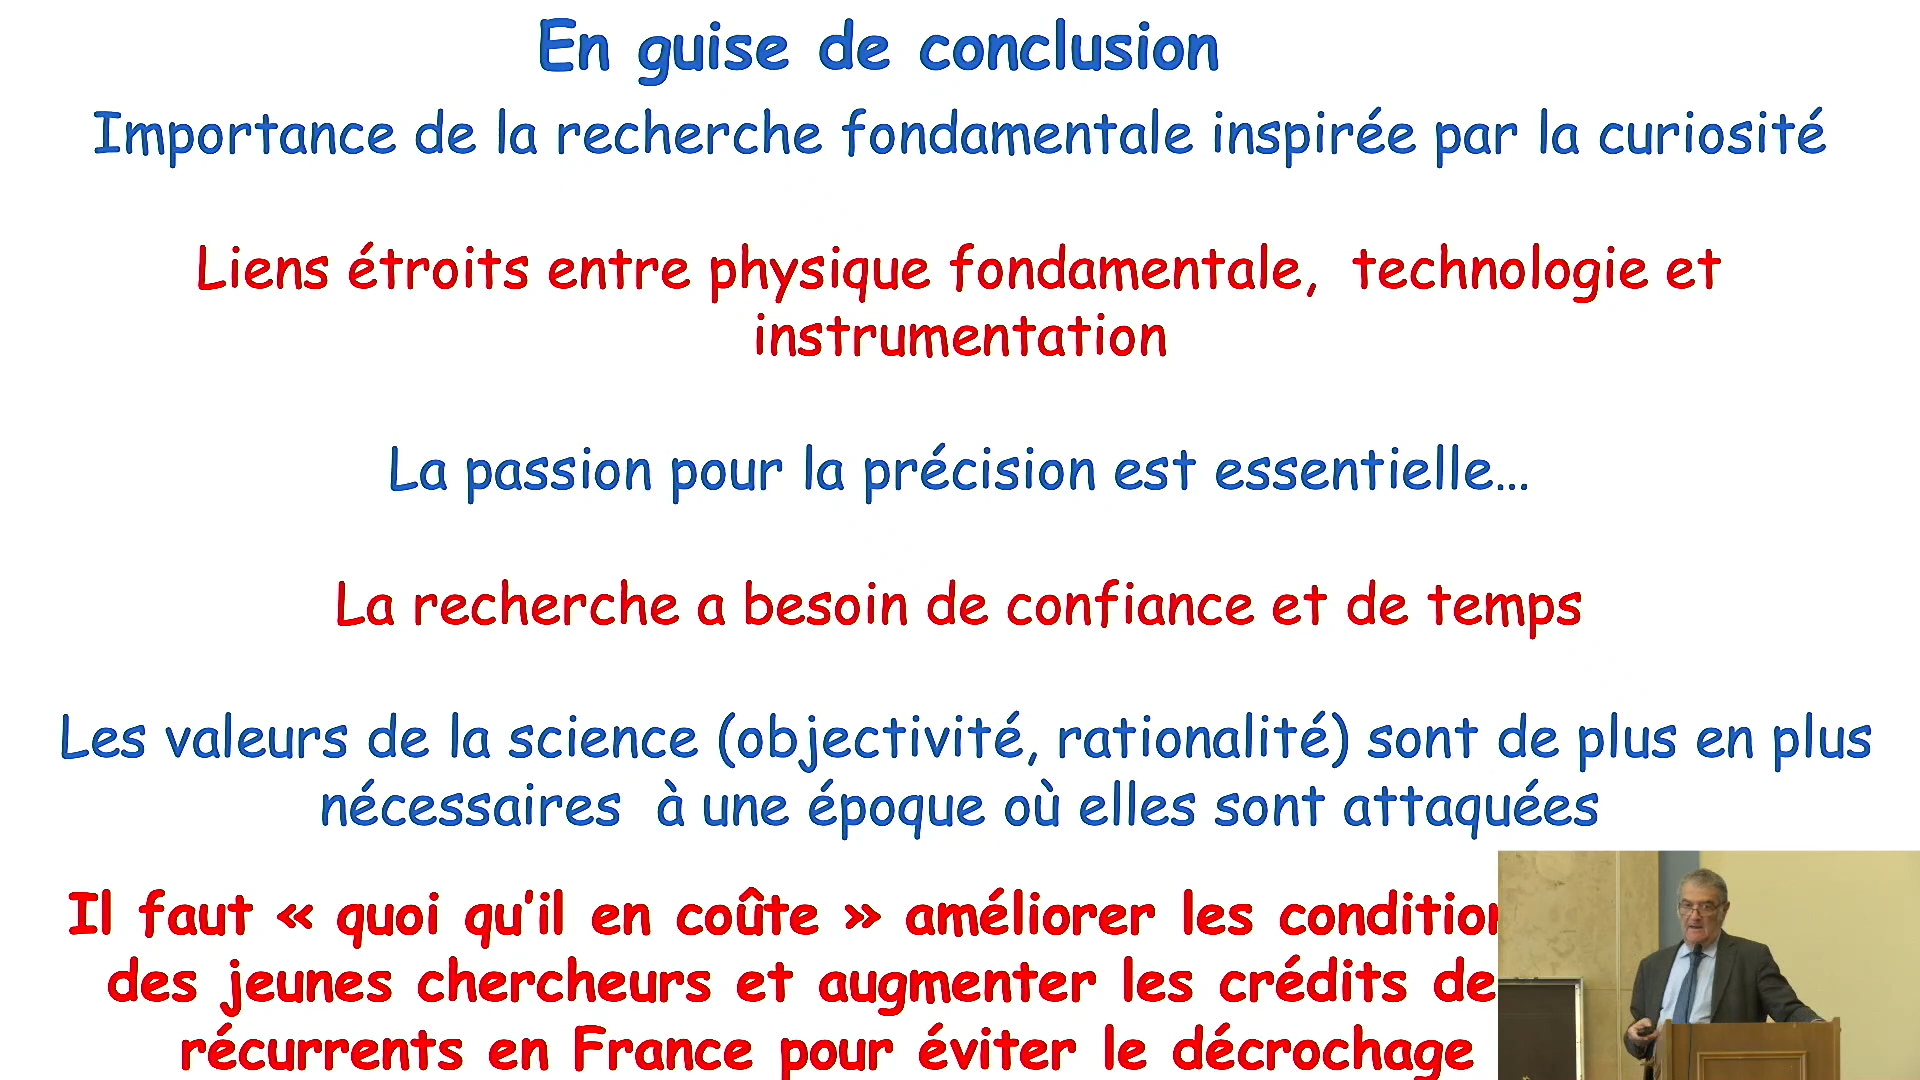 En guise de conclusion
Importance de la recherche fondamentale inspirée par la curiosité
Liens étroits entre physique fondamentale, technologie et
instrumentation
La passion pour la précision est essentielle...
La recherche a besoin de confiance et de temps
Les valeurs de la science (objectivité, rationalité) sont de plus en plus
nécessaires à une époque où elles sont attaquées
Il faut « quoi qu'il en coûte » améliorer les
des jeunes chercheurs et augmenter les crédits de
récurrents en France pour éviter le décrochage